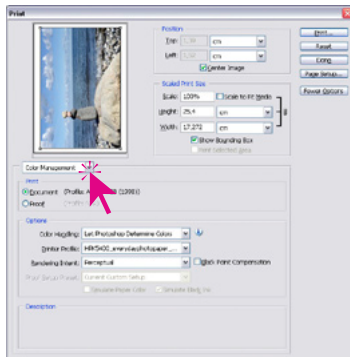 Print
Position
Top: cm
Left: cm
Center Image
Scaled Print Size
Scale: 100% Scale to Fit Media
Height: 25,4 cm
Width: 17,272 cm
Show Bounding Box
Print Selected Area
Print...
Reset
Done
Page Setup...
Fewer Options
Color Management
Print
Document (Profile:
Proof
Options
Color Handling: Let Photoshop Determine Colors
Printer Profile:
Rendering Intent: Perceptual Black Point Compensation
Proof Setup Preset: Current Custom Setup
Simulate Paper Color Simulate Black Ink
Description